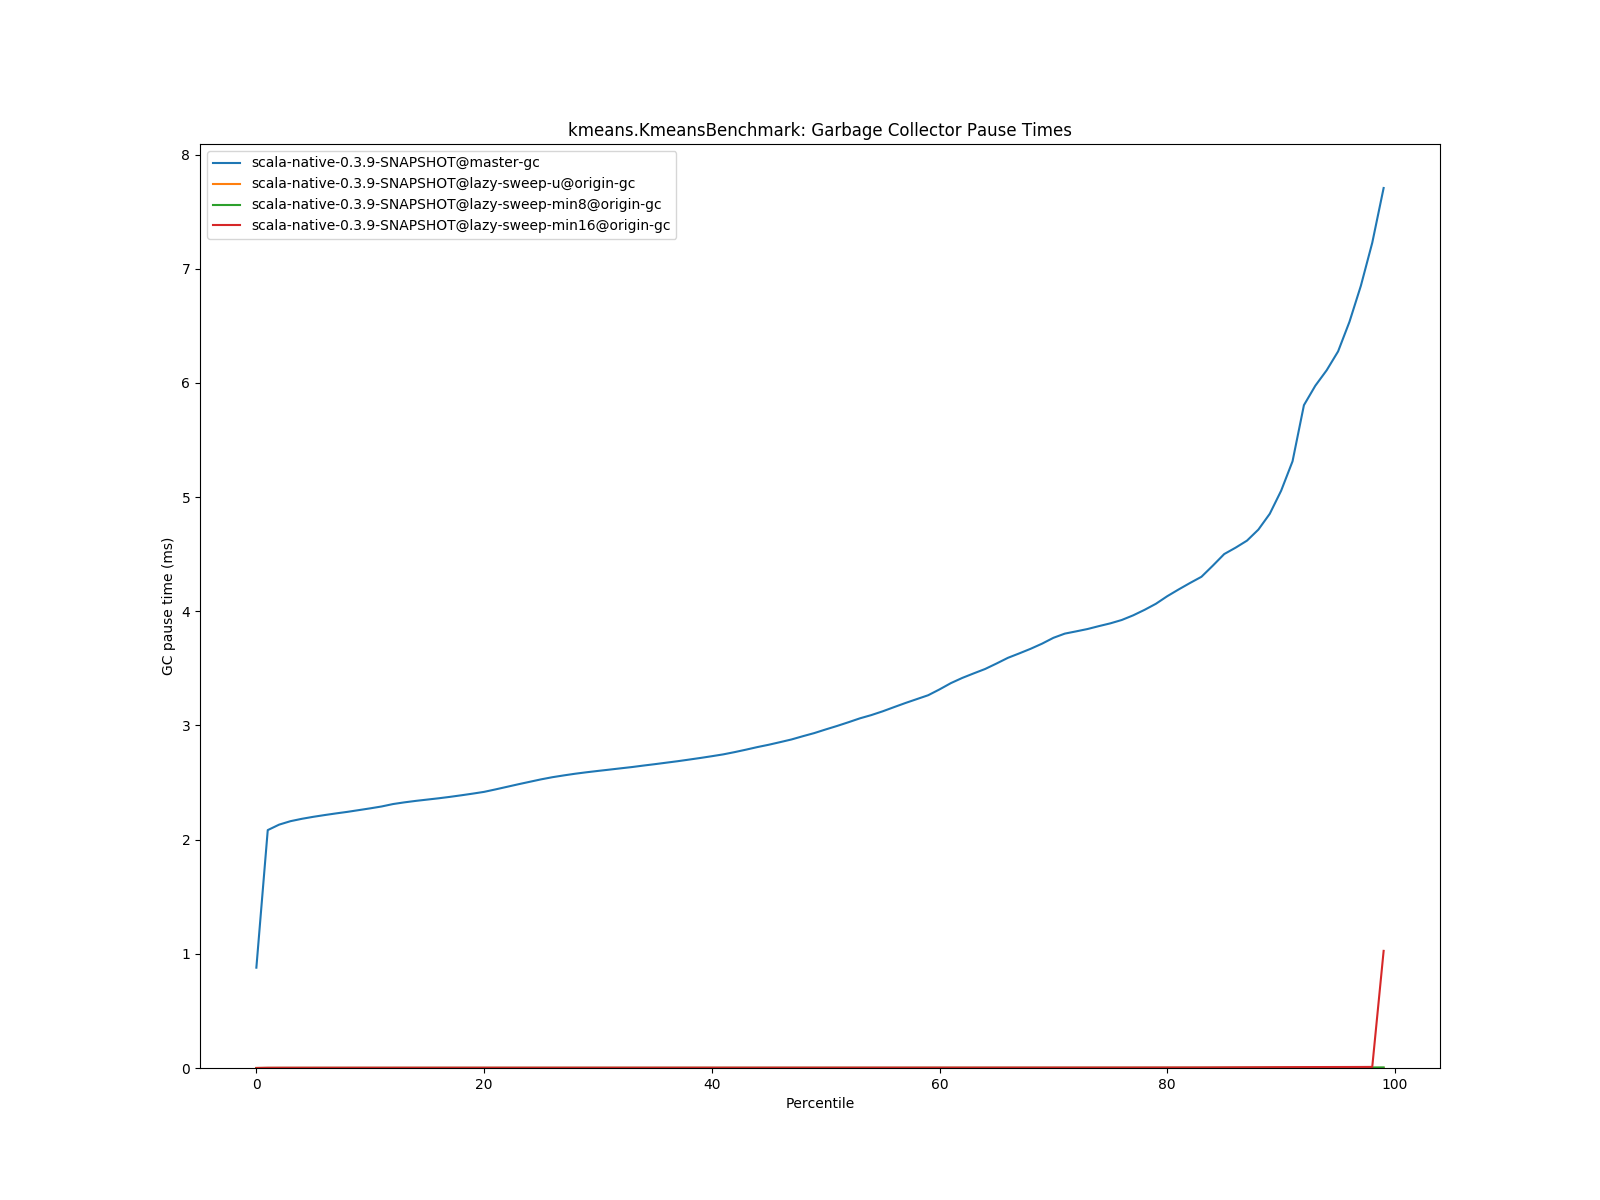 kmeans.KmeansBenchmark: Garbage Collector Pause Times
scala-native-0.3.9-SNAPSHOT@master-gc
scala-native-0.3.9-SNAPSHOT@lazy-sweep-u@origin-gc
scala-native-0.3.9-SNAPSHOT@lazy-sweep-min8@origin-gc
scala-native-0.3.9-SNAPSHOT@lazy-sweep-min16@origin-gc
8
7
6
5
4
3
2
1
0
GC pause time (ms)
0 20 40 60 80 100
Percentile